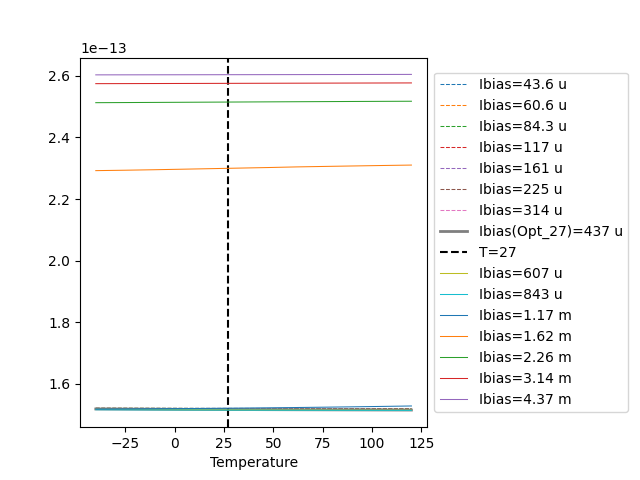 1e−13
2.6
2.4
2.2
2.0
1.8
1.6
−25
0
25
50
75
100
125
Temperature
Ibias=43.6 u
Ibias=60.6 u
Ibias=84.3 u
Ibias=117 u
Ibias=161 u
Ibias=225 u
Ibias=314 u
Ibias(Opt_27)=437 u
T=27
Ibias=607 u
Ibias=843 u
Ibias=1.17 m
Ibias=1.62 m
Ibias=2.26 m
Ibias=3.14 m
Ibias=4.37 m